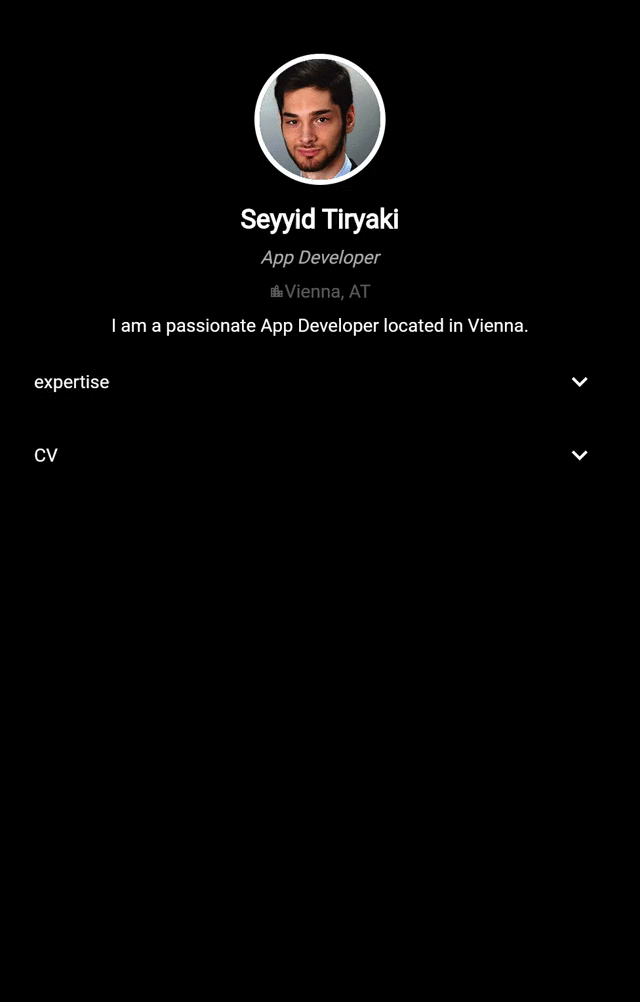 Seyyid Tiryaki
App Developer
Vienna, AT
I am a passionate App Developer located in Vienna.
expertise
CV